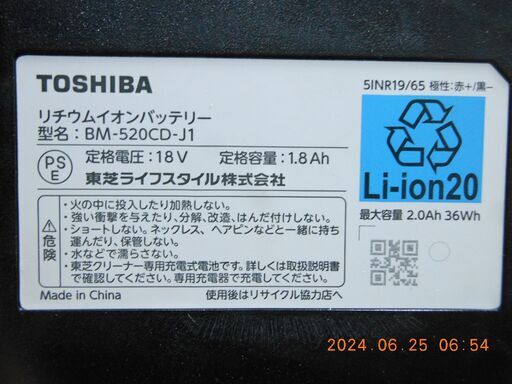 TOSHIBA
5INR19/65 極性:赤+/黒−
リチウムイオンバッテリー
型名:BM-520CD-J1
PS
E
定格電圧:18V 定格容量:1.8Ah
東芝ライフスタイル株式会社
Li-ion20
最大容量 2.0Ah 36Wh
危険
・火の中に投入したり加熱しない。
・強い衝撃を与えたり、分解、改造、はんだ付けしない。
・ショートしない。ネックレス、ヘアピンなどと一緒に持ち
運んだり、保管しない。
・水などで濡らさない。
・東芝クリーナー専用充電式電池です。詳しくは取扱説明書
で確認してください。専用充電器で充電してください。
Made in China
使用後はリサイクル協力店へ
2024.06.25 06:54